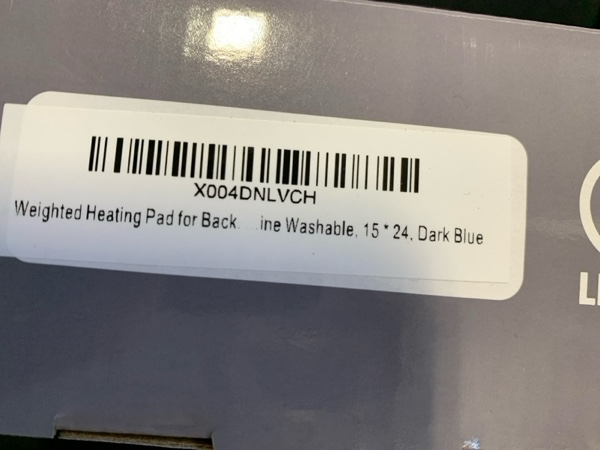 X004DNLVCH
Weighted Heating Pad for Back. ...ine Washable, 15 * 24, Dark Blue